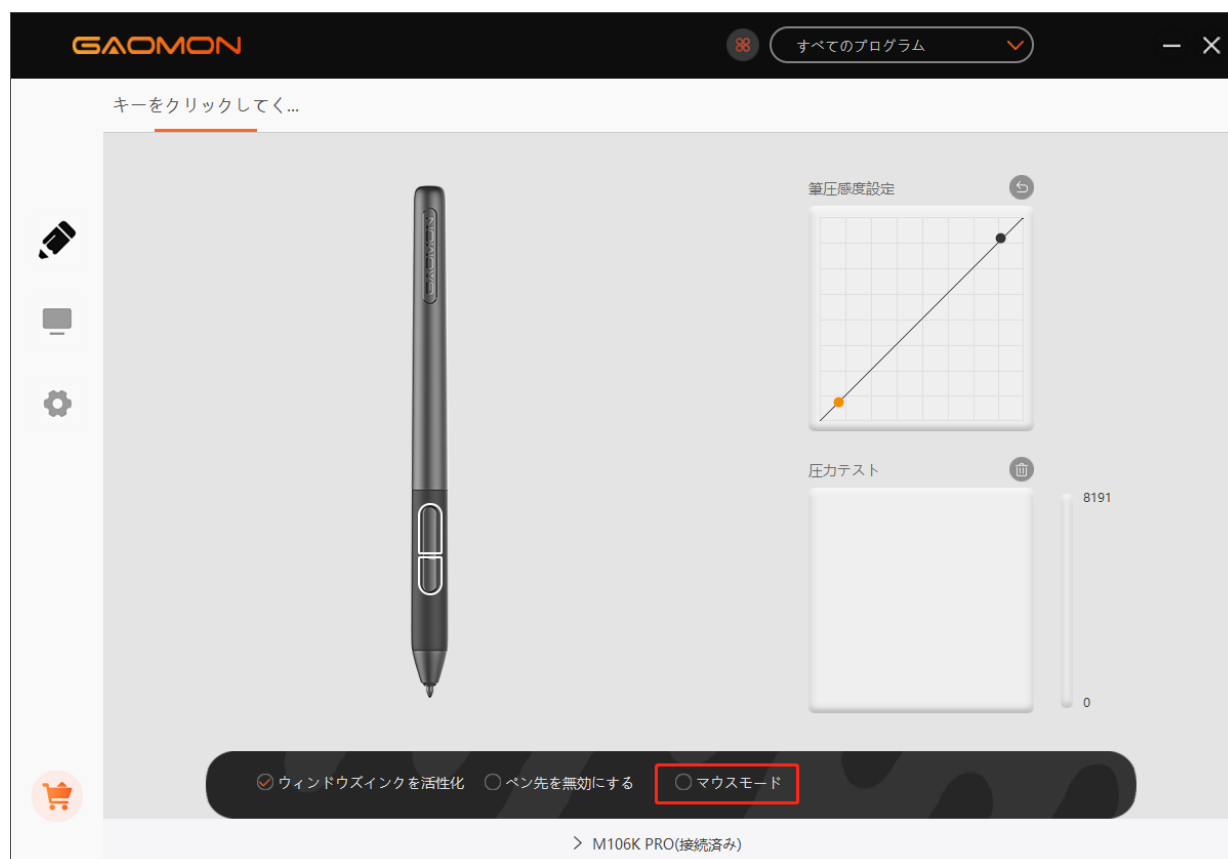 GAOMON
すべてのプログラム
キーをクリックしてく...
GAOMON
筆圧感度設定
圧力テスト
8191
0
ウィンドウズインクを活性化 ペン先を無効にする マウスモード
M106K PRO(接続済み)